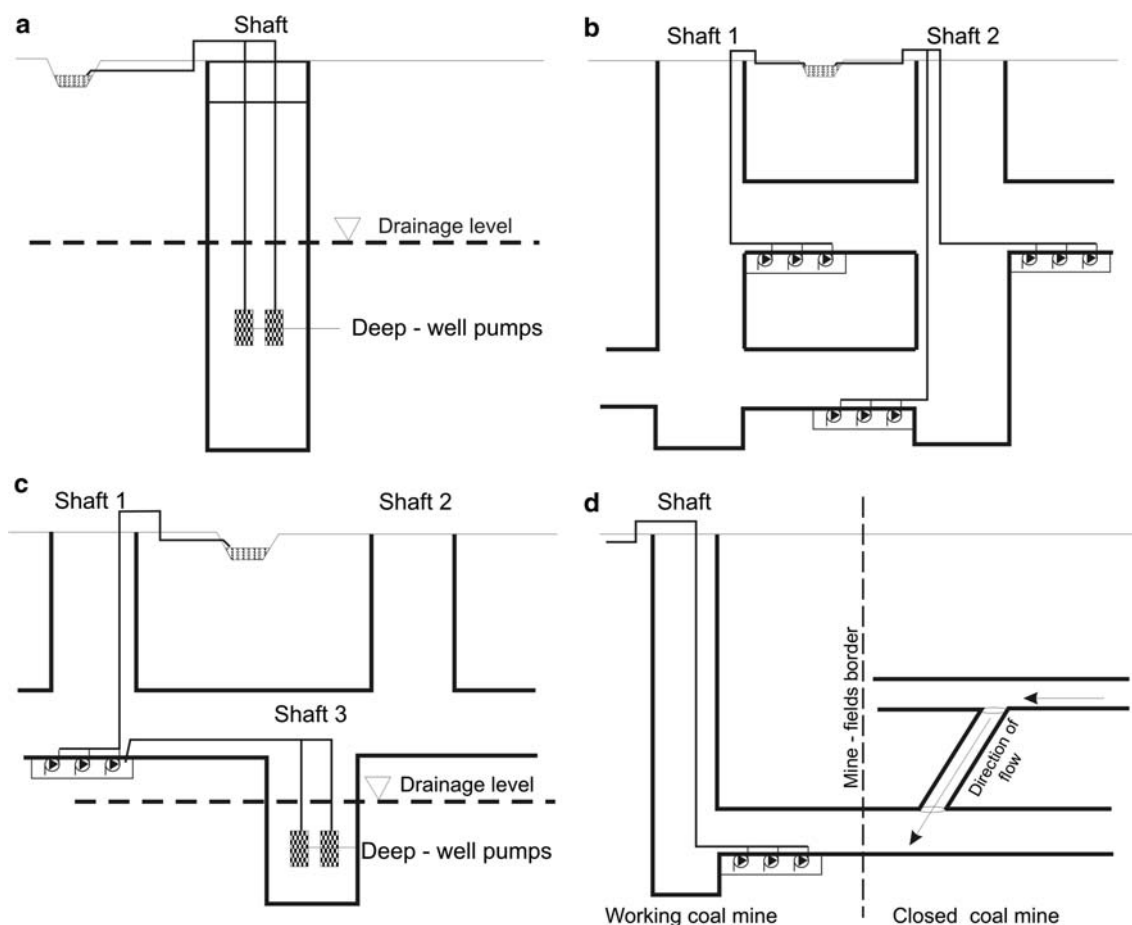 a
Shaft
Drainage level
Deep - well pumps
b
Shaft 1
Shaft 2
c
Shaft 1
Shaft 2
Shaft 3
Drainage level
Deep - well pumps
d
Shaft
Mine - fields border
Direction of
flow
Working coal mine
Closed coal mine